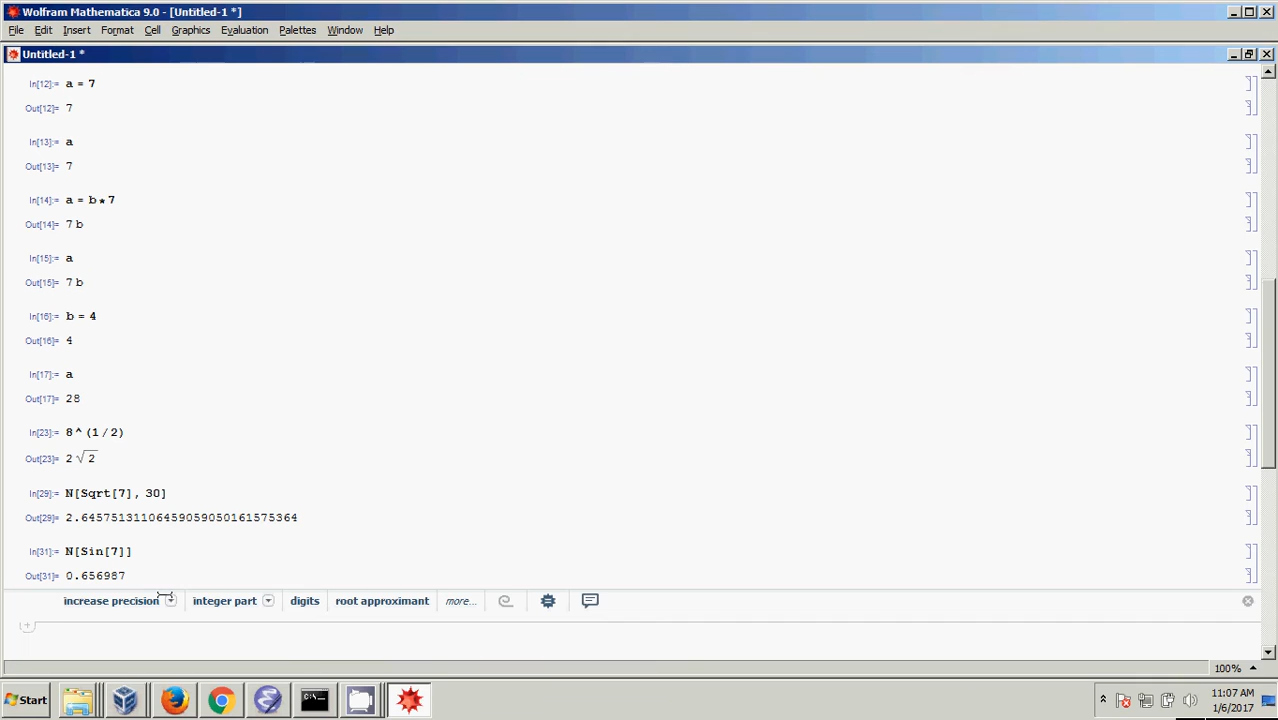 Wolfram Mathematica 9.0 - [Untitled-1 *]
File Edit Insert Format Cell Graphics Evaluation Palettes Window Help
Untitled-1 *
In[12]:= a = 7
Out[12]= 7
In[13]:= a
Out[13]= 7
In[14]:= a = b * 7
Out[14]= 7 b
In[15]:= a
Out[15]= 7 b
In[16]:= b = 4
Out[16]= 4
In[17]:= a
Out[17]= 28
In[23]:= 8 ^ (1 / 2)
Out[23]= 2 √2
In[29]:= N[Sqrt[7], 30]
Out[29]= 2.64575131106459059050161575364
In[31]:= N[Sin[7]]
Out[31]= 0.656987
increase precision integer part digits root approximant more...
100%
Start
11:07 AM
1/6/2017